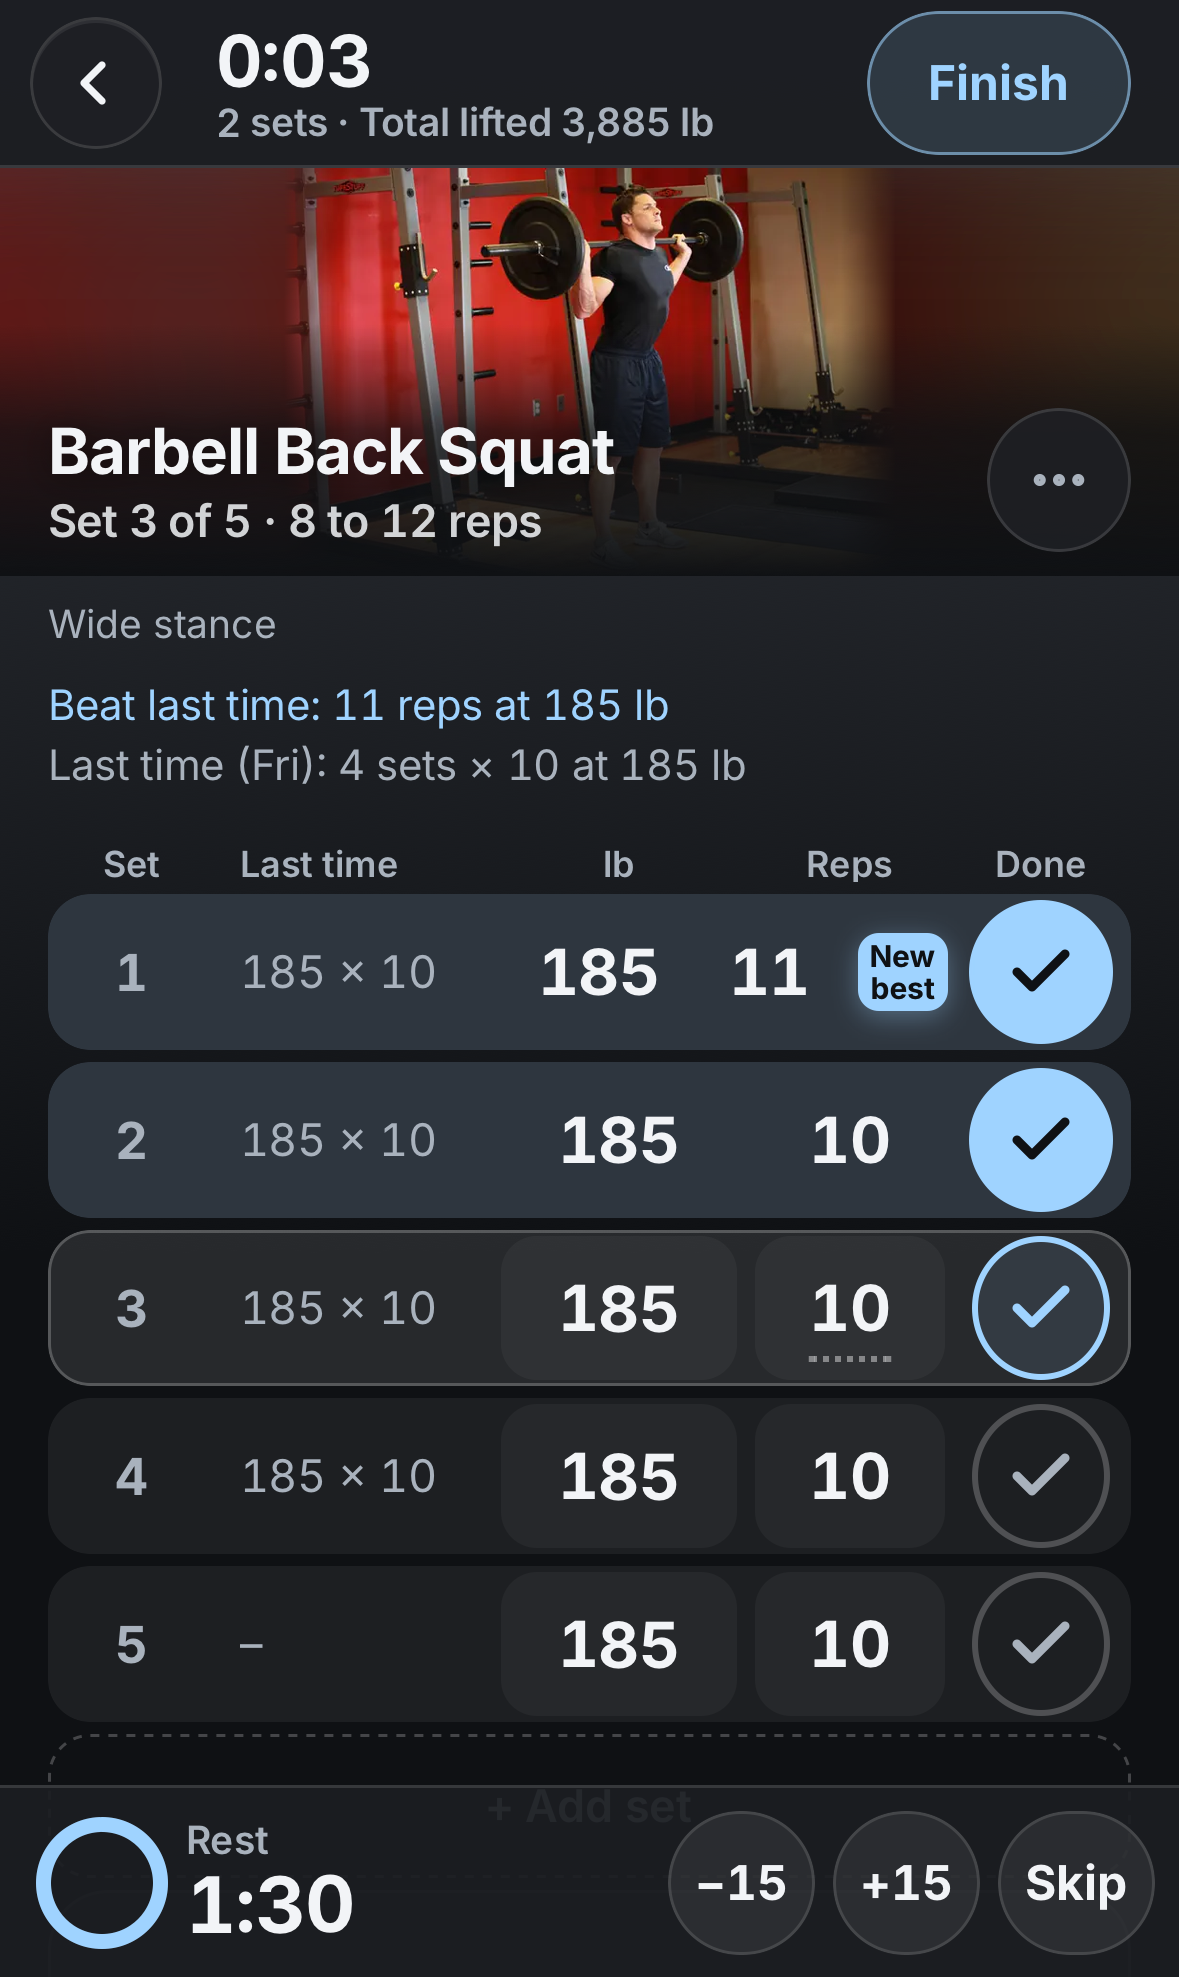 0:03
2 sets · Total lifted 3,885 lb
Finish
Barbell Back Squat
Set 3 of 5 · 8 to 12 reps
Wide stance
Beat last time: 11 reps at 185 lb
Last time (Fri): 4 sets × 10 at 185 lb
Set Last time lb Reps Done
1 185 × 10 185 11 New best
2 185 × 10 185 10
3 185 × 10 185 10
4 185 × 10 185 10
5 – 185 10
+ Add set
Rest
1:30
−15 +15 Skip